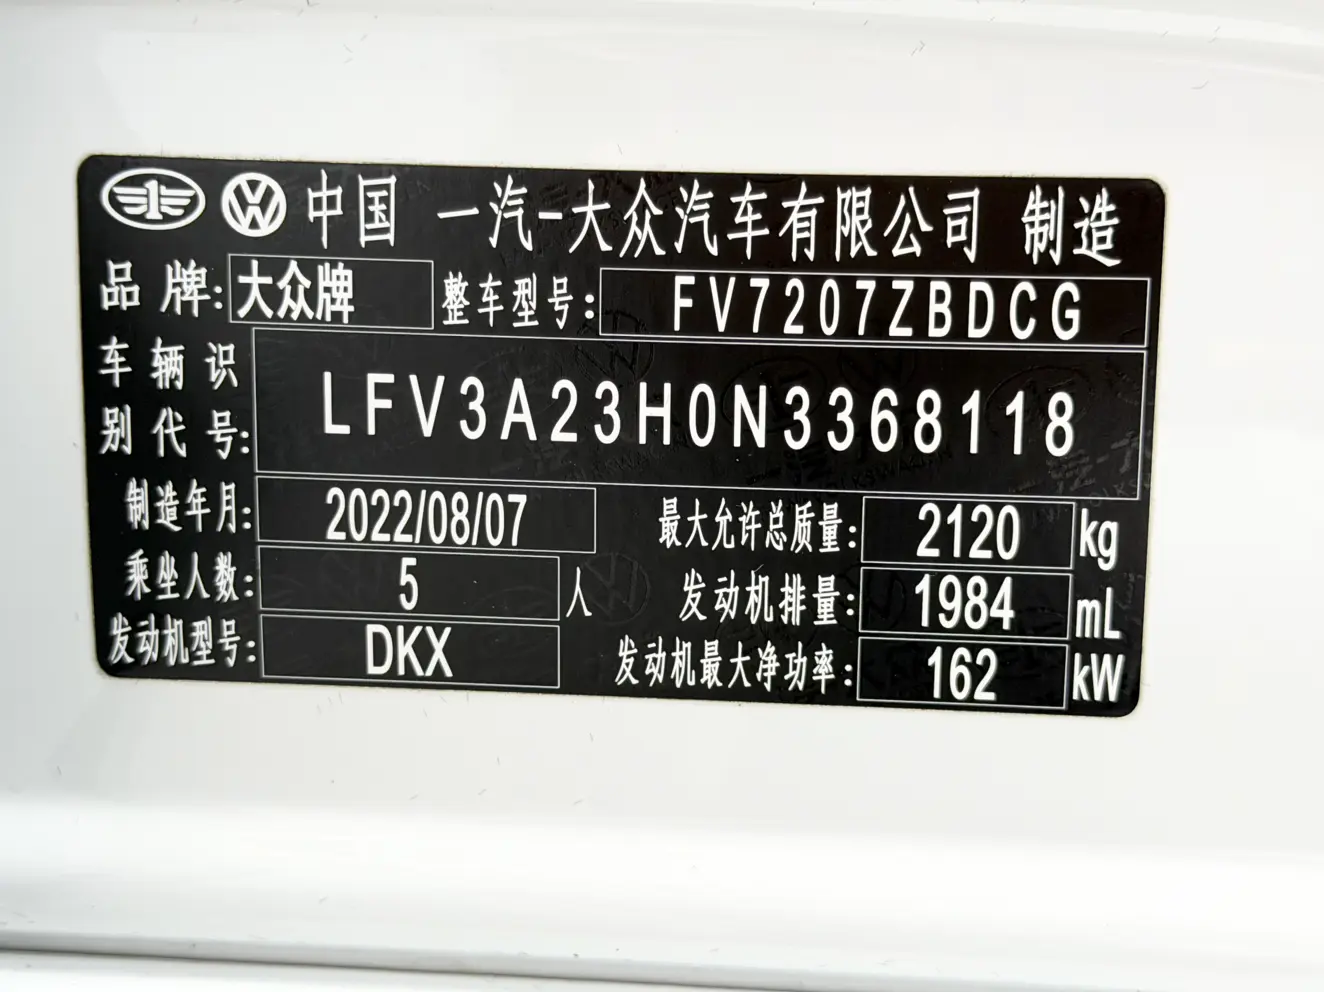 中国 一汽-大众汽车有限公司 制造
品牌: 大众牌 整车型号: FV7207ZBDCG
车辆识别代号: LFV3A23H0N3368118
制造年月: 2022/08/07 最大允许总质量: 2120 kg
乘坐人数: 5 人 发动机排量: 1984 mL
发动机型号: DKX 发动机最大净功率: 162 kW